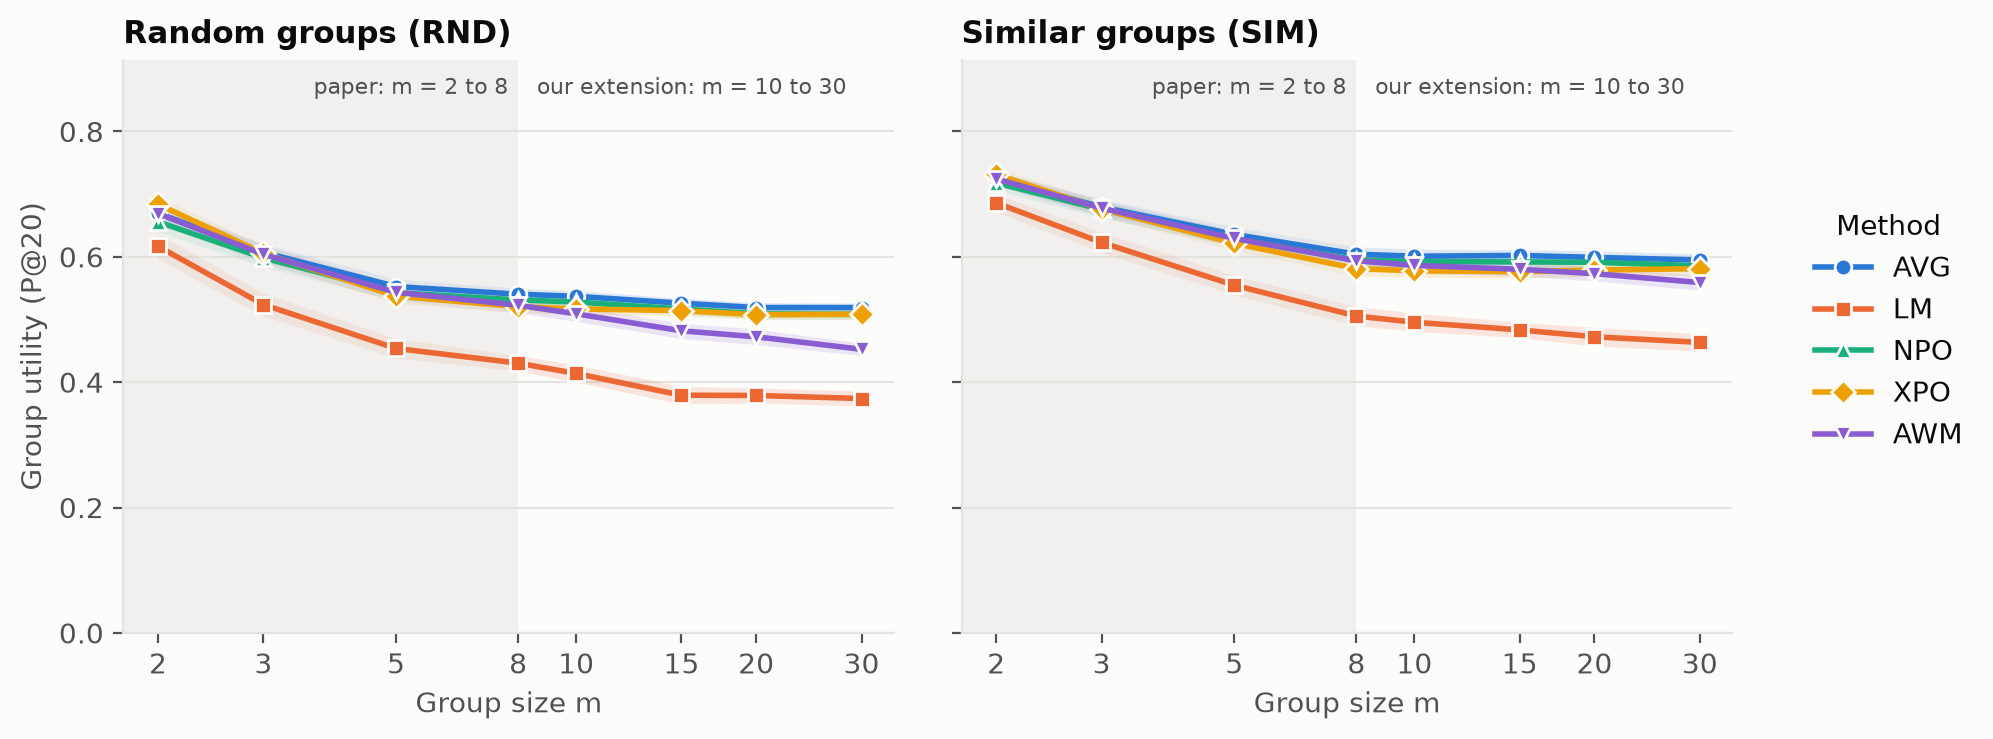 Random groups (RND)
Similar groups (SIM)
paper: m = 2 to 8
our extension: m = 10 to 30
paper: m = 2 to 8
our extension: m = 10 to 30
Group utility (P@20)
0.8
0.6
0.4
0.2
0.0
2 3 5 8 10 15 20 30
2 3 5 8 10 15 20 30
Group size m
Group size m
Method
AVG
LM
NPO
XPO
AWM